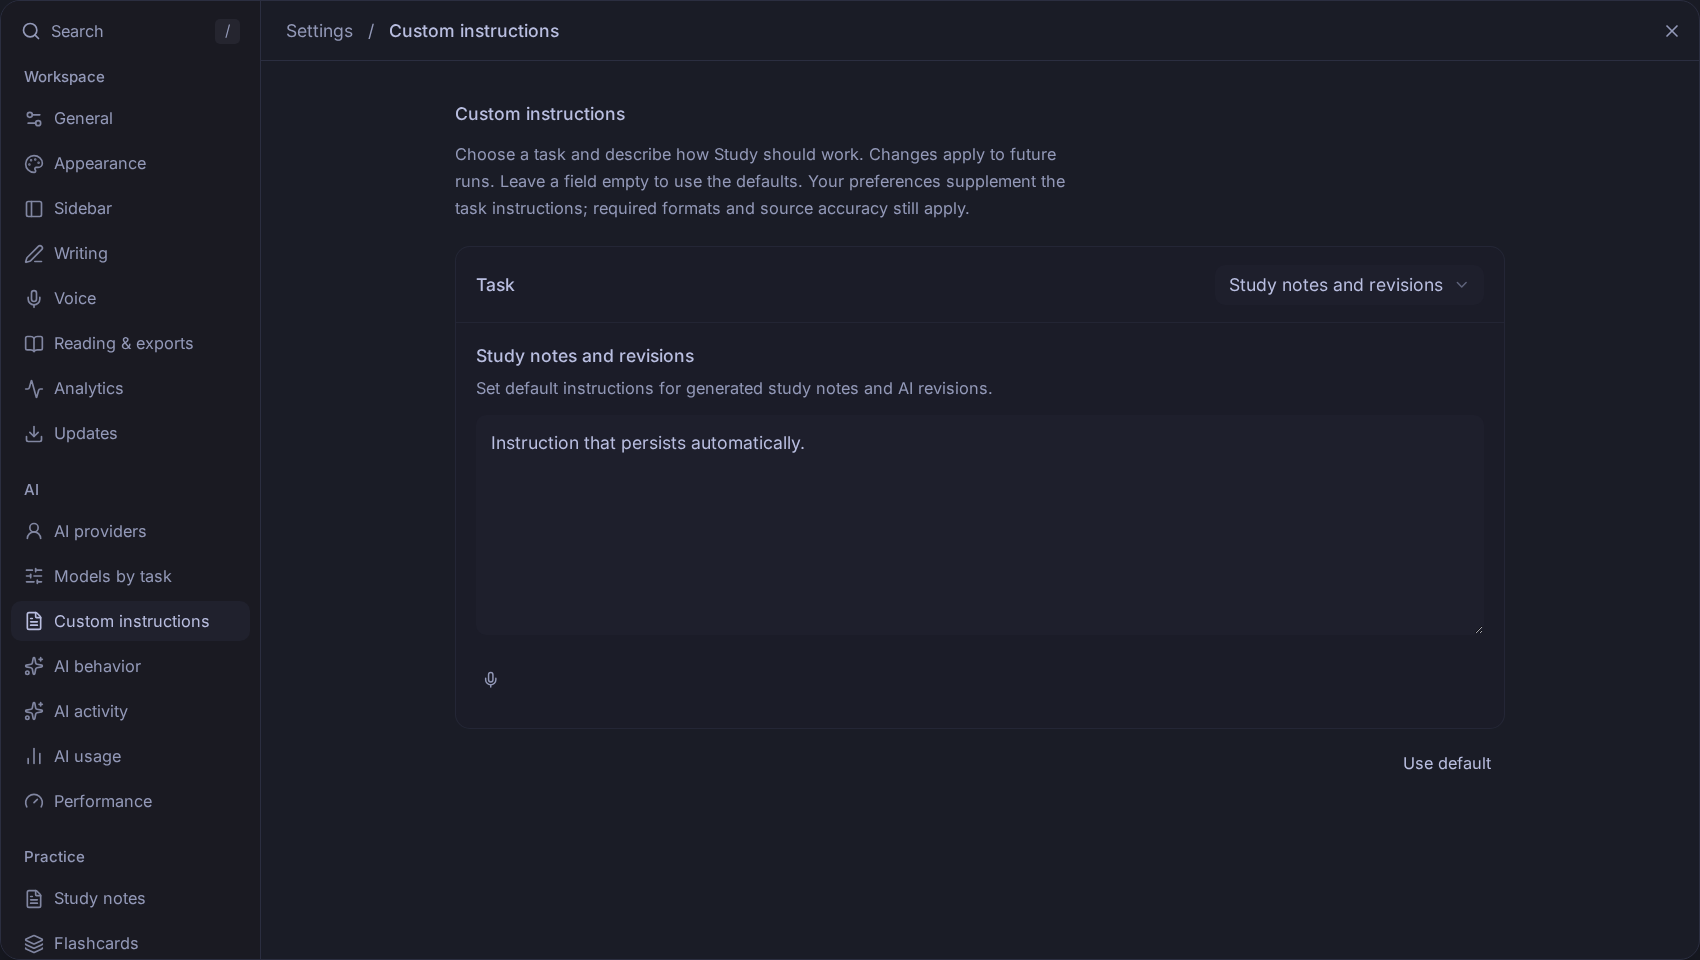 Search
/
Workspace
General
Appearance
Sidebar
Writing
Voice
Reading & exports
Analytics
Updates
AI
AI providers
Models by task
Custom instructions
AI behavior
AI activity
AI usage
Performance
Practice
Study notes
Flashcards
Settings / Custom instructions
Custom instructions
Choose a task and describe how Study should work. Changes apply to future
runs. Leave a field empty to use the defaults. Your preferences supplement the
task instructions; required formats and source accuracy still apply.
Task
Study notes and revisions
Study notes and revisions
Set default instructions for generated study notes and AI revisions.
Instruction that persists automatically.
Use default